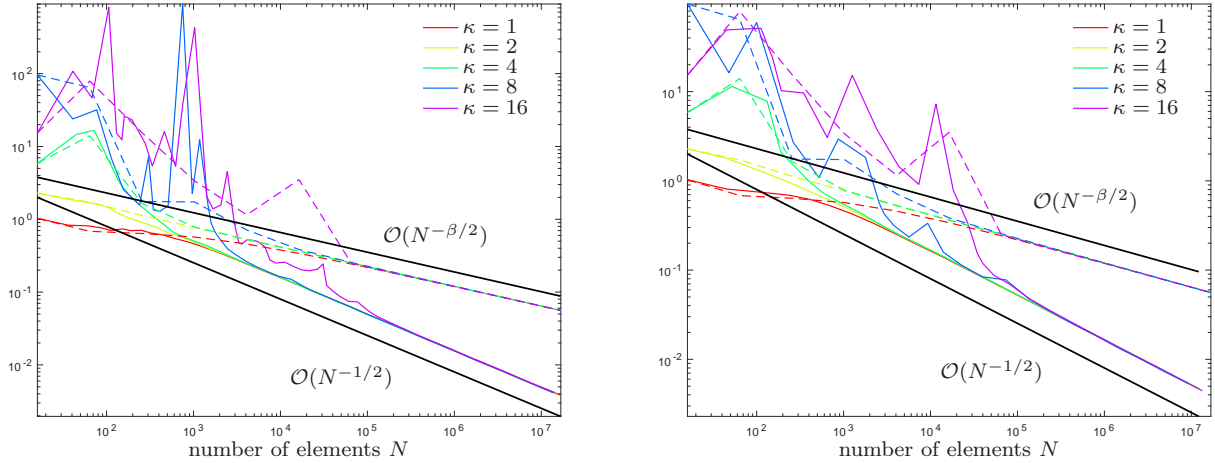 κ = 1
κ = 2
κ = 4
κ = 8
κ = 16
10^2
10^1
10^0
10^-1
10^-2
O(N^{-β/2})
O(N^{-1/2})
10^2 10^3 10^4 10^5 10^6 10^7
number of elements N
κ = 1
κ = 2
κ = 4
κ = 8
κ = 16
10^1
10^0
10^-1
10^-2
O(N^{-β/2})
O(N^{-1/2})
10^2 10^3 10^4 10^5 10^6 10^7
number of elements N